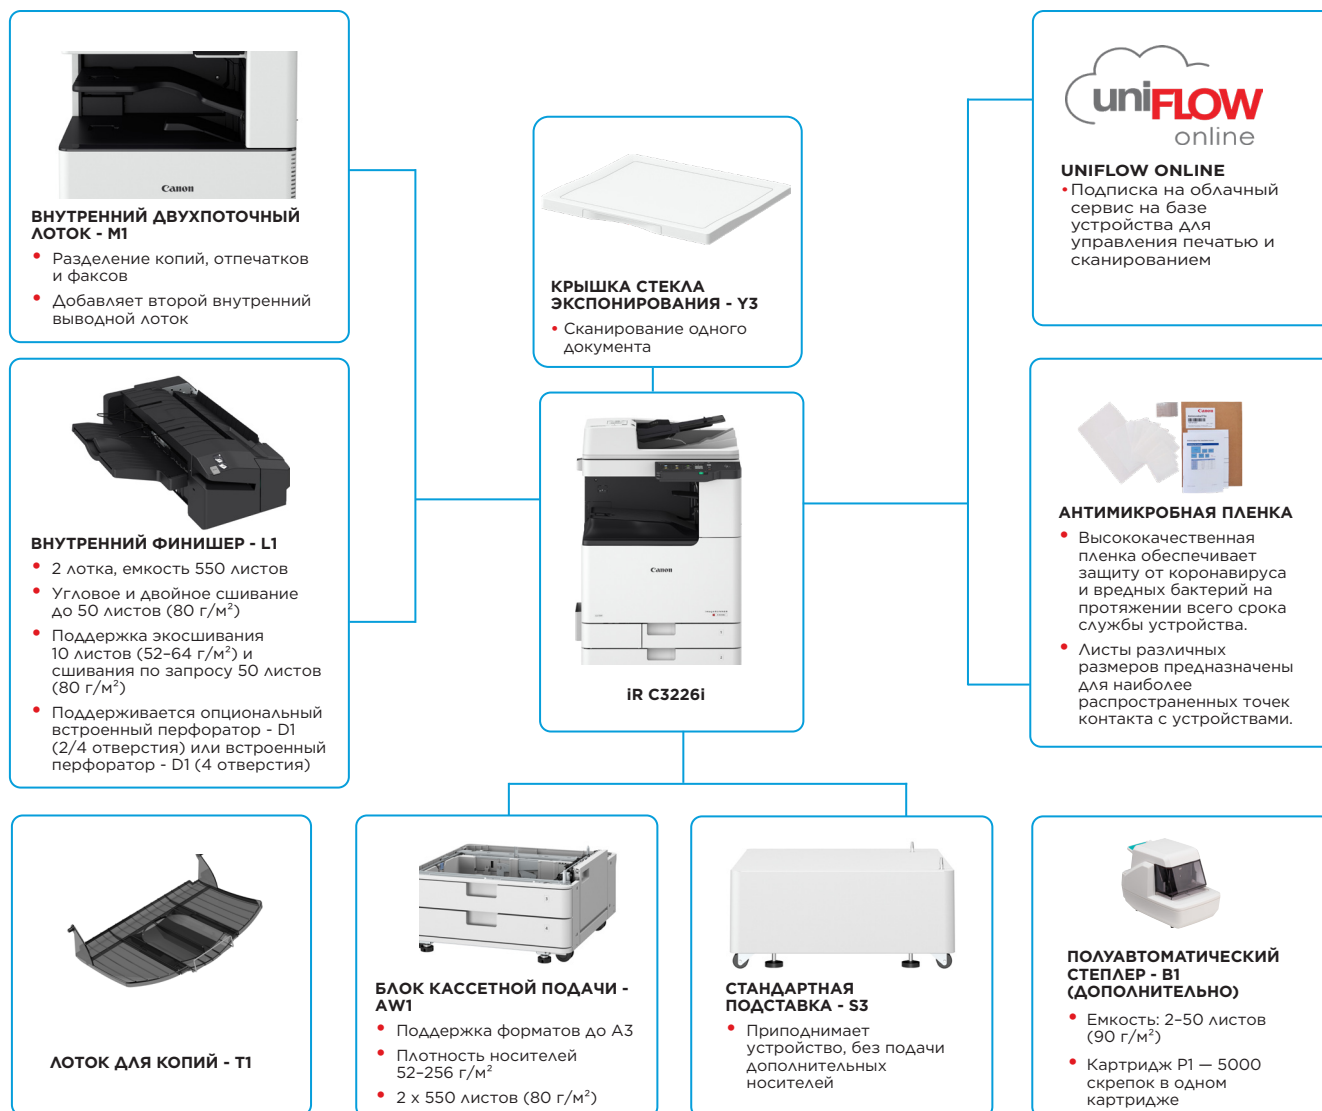 Canon
ВНУТРЕННИЙ ДВУХПОТОЧНЫЙ
ЛОТОК - M1
• Разделение копий, отпечатков
и факсов
• Добавляет второй внутренний
выводной лоток
КРЫШКА СТЕКЛА
ЭКСПОНИРОВАНИЯ - Y3
• Сканирование одного
документа
uniFLOW
online
UNIFLOW ONLINE
• Подписка на облачный
сервис на базе
устройства для
управления печатью и
сканированием
ВНУТРЕННИЙ ФИНИШЕР - L1
• 2 лотка, емкость 550 листов
• Угловое и двойное сшивание
до 50 листов (80 г/м²)
• Поддержка экосшивания
10 листов (52–64 г/м²) и
сшивания по запросу 50 листов
(80 г/м²)
• Поддерживается опциональный
встроенный перфоратор - D1
(2/4 отверстия) или встроенный
перфоратор - D1 (4 отверстия)
Canon
iR C3226i
Canon
АНТИМИКРОБНАЯ ПЛЕНКА
• Высококачественная
пленка обеспечивает
защиту от коронавируса
и вредных бактерий на
протяжении всего срока
службы устройства.
• Листы различных
размеров предназначены
для наиболее
распространенных точек
контакта с устройствами.
ЛОТОК ДЛЯ КОПИЙ - T1
БЛОК КАССЕТНОЙ ПОДАЧИ -
AW1
• Поддержка форматов до A3
• Плотность носителей
52–256 г/м²
• 2 x 550 листов (80 г/м²)
СТАНДАРТНАЯ
ПОДСТАВКА - S3
• Приподнимает
устройство, без подачи
дополнительных
носителей
ПОЛУАВТОМАТИЧЕСКИЙ
СТЕПЛЕР - B1
(ДОПОЛНИТЕЛЬНО)
• Емкость: 2–50 листов
(90 г/м²)
• Картридж P1 — 5000
скрепок в одном
картридже